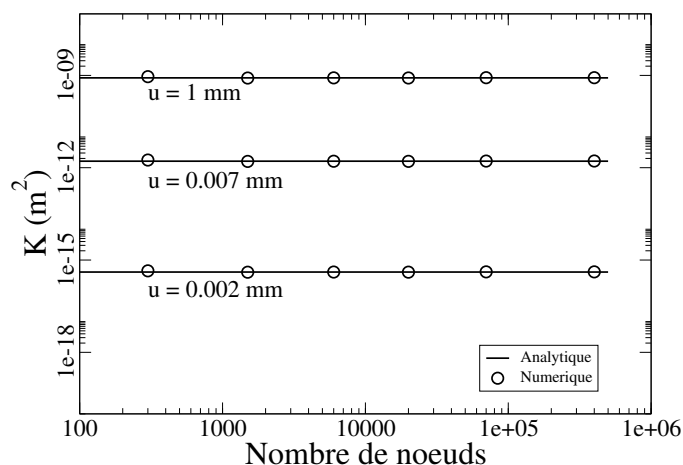 1e-09
1e-12
1e-15
1e-18
K (m²)
u = 1 mm
u = 0.007 mm
u = 0.002 mm
Analytique
Numerique
100 1000 10000 1e+05 1e+06
Nombre de noeuds